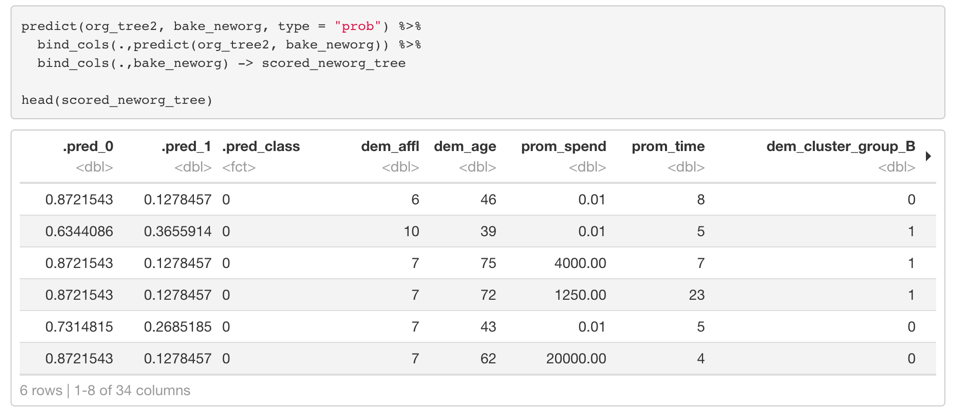 predict(org_tree2, bake_neworg, type = "prob") %>%
  bind_cols(.,predict(org_tree2, bake_neworg)) %>%
  bind_cols(.,bake_neworg) -> scored_neworg_tree
head(scored_neworg_tree)
.pred_0 .pred_1 .pred_class dem_affl dem_age prom_spend prom_time dem_cluster_group_B
<dbl> <dbl> <fct> <dbl> <dbl> <dbl> <dbl> <dbl>
0.8721543 0.1278457 0 6 46 0.01 8 0
0.6344086 0.3655914 0 10 39 0.01 5 1
0.8721543 0.1278457 0 7 75 4000.00 7 1
0.8721543 0.1278457 0 7 72 1250.00 23 1
0.7314815 0.2685185 0 7 43 0.01 5 0
0.8721543 0.1278457 0 7 62 20000.00 4 0
6 rows | 1-8 of 34 columns